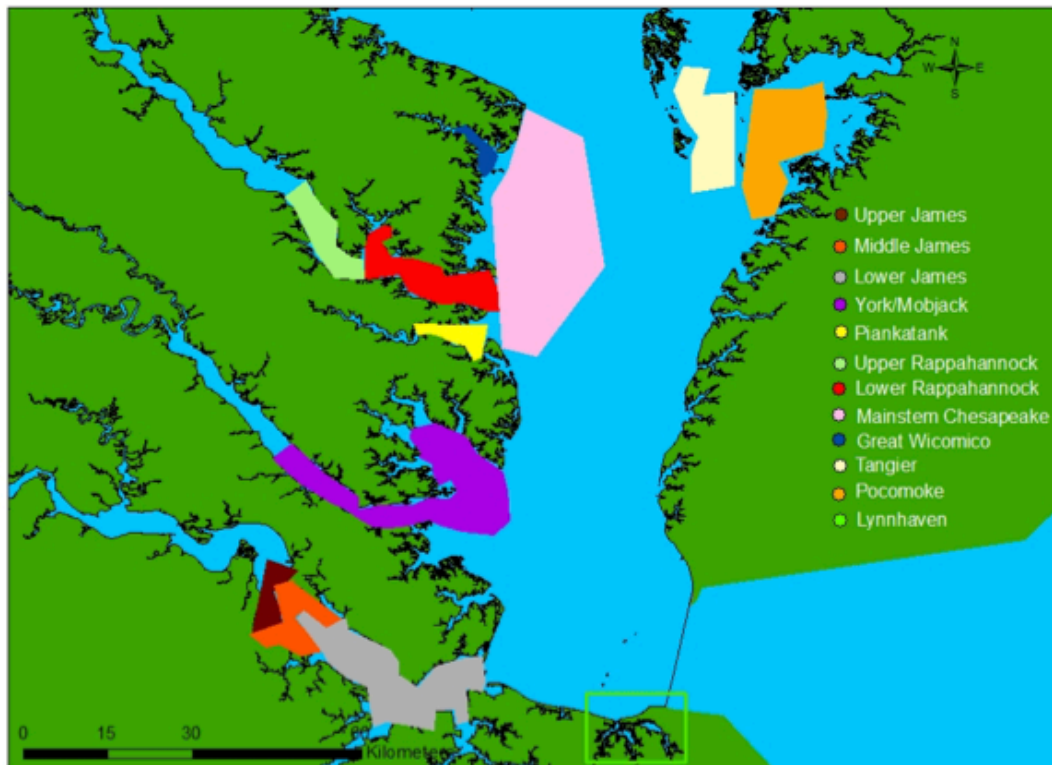 N
W E
S
Upper James
Middle James
Lower James
York/Mobjack
Piankatank
Upper Rappahannock
Lower Rappahannock
Mainstem Chesapeake
Great Wicomico
Tangier
Pocomoke
Lynnhaven
0 15 30 60
Kilometers